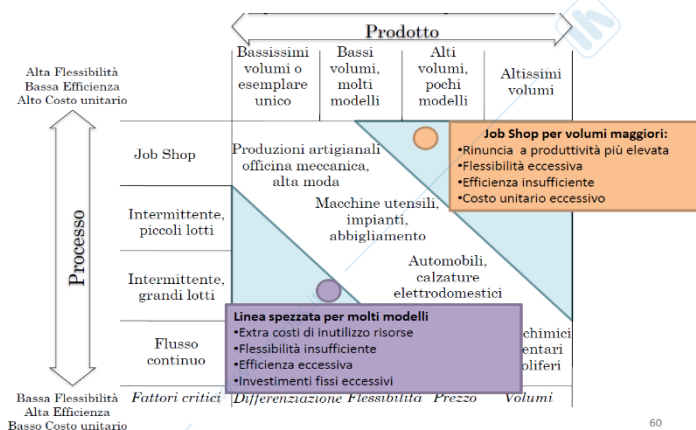 Prodotto
Bassissimi
volumi o
esemplare
unico
Bassi
volumi,
molti
modelli
Alti
volumi,
pochi
modelli
Altissimi
volumi
Alta Flessibilità
Bassa Efficienza
Alto Costo unitario
Processo
Job Shop
Produzioni artigianali
officina meccanica,
alta moda
Job Shop per volumi maggiori:
•Rinuncia a produttività più elevata
•Flessibilità eccessiva
•Efficienza insufficiente
•Costo unitario eccessivo
Intermittente,
piccoli lotti
Macchine utensili,
impianti,
abbigliamento
Intermittente,
grandi lotti
Automobili,
calzature
elettrodomestici
Linea spezzata per molti modelli
•Extra costi di inutilizzo risorse
•Flessibilità insufficiente
•Efficienza eccessiva
•Investimenti fissi eccessivi
Flusso
continuo
chimici
entari
oliferi
Bassa Flessibilità
Alta Efficienza
Basso Costo unitario
Fattori critici Differenziazione Flessibilità Prezzo Volumi
60